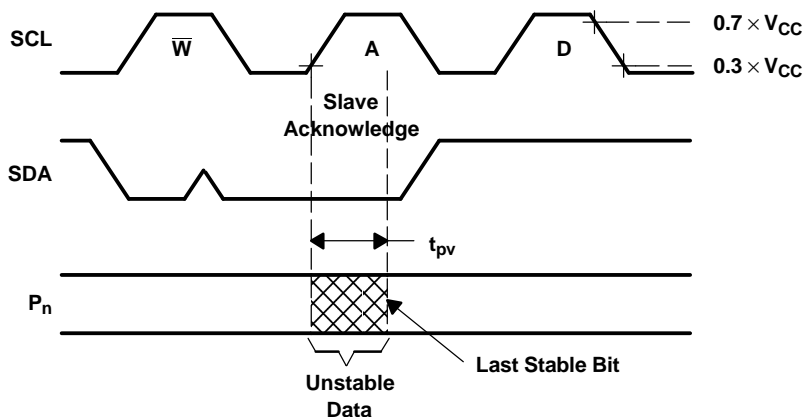 SCL
W̅
A
D
0.7 × VCC
0.3 × VCC
Slave
Acknowledge
SDA
tpv
Pn
Last Stable Bit
Unstable
Data